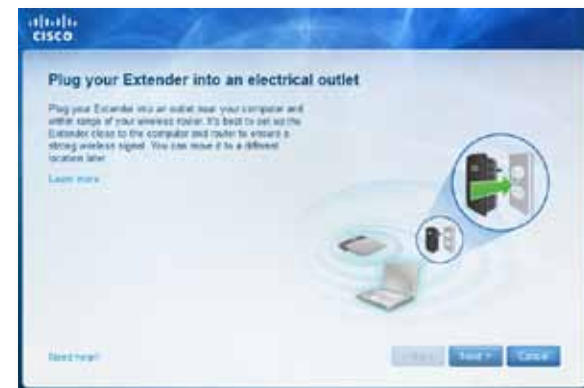 CISCO
Plug your Extender into an electrical outlet
Plug your Extender into an outlet near your computer and
within range of your wireless router. It's best to set up the
Extender close to the computer and router to ensure a
strong wireless signal. You can move it to a different
location later.
Learn more
Need help?
Next >
Cancel